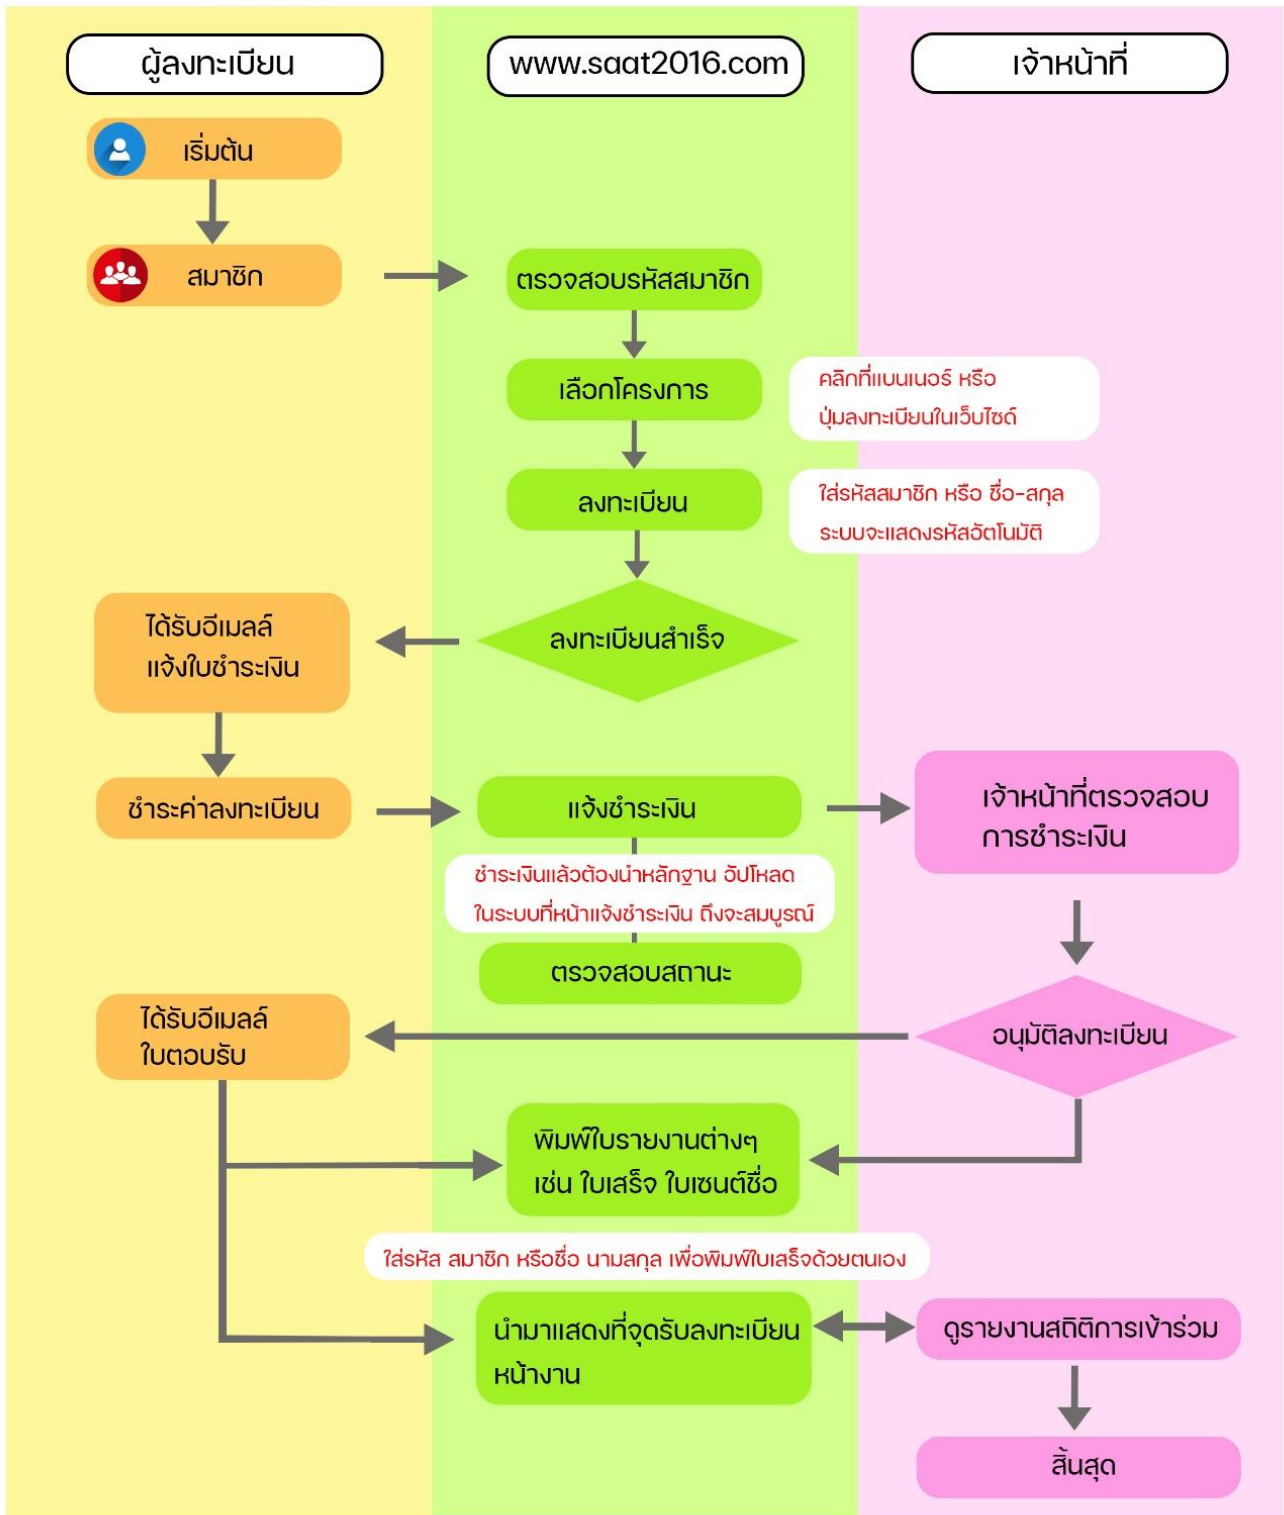 ผู้ลงทะเบียน
www.saat2016.com
เจ้าหน้าที่
เริ่มต้น
สมาชิก
ตรวจสอบรหัสสมาชิก
เลือกโครงการ
คลิกที่แบนเนอร์ หรือ
ปุ่มลงทะเบียนในเว็บไซด์
ลงทะเบียน
ใส่รหัสสมาชิก หรือ ชื่อ-สกุล
ระบบจะแสดงรหัสอัตโนมัติ
ลงทะเบียนสำเร็จ
ได้รับอีเมลล์
แจ้งใบชำระเงิน
ชำระค่าลงทะเบียน
แจ้งชำระเงิน
เจ้าหน้าที่ตรวจสอบ
การชำระเงิน
ชำระเงินแล้วต้องนำหลักฐาน อัปโหลด
ในระบบที่หน้าแจ้งชำระเงิน ถึงจะสมบูรณ์
ตรวจสอบสถานะ
อนุมัติลงทะเบียน
ได้รับอีเมลล์
ใบตอบรับ
พิมพ์ใบรายงานต่างๆ
เช่น ใบเสร็จ ใบเซนต์ชื่อ
ใส่รหัส สมาชิก หรือชื่อ นามสกุล เพื่อพิมพ์ใบเสร็จด้วยตนเอง
นำมาแสดงที่จุดรับลงทะเบียน
หน้างาน
ดูรายงานสถิติการเข้าร่วม
สิ้นสุด